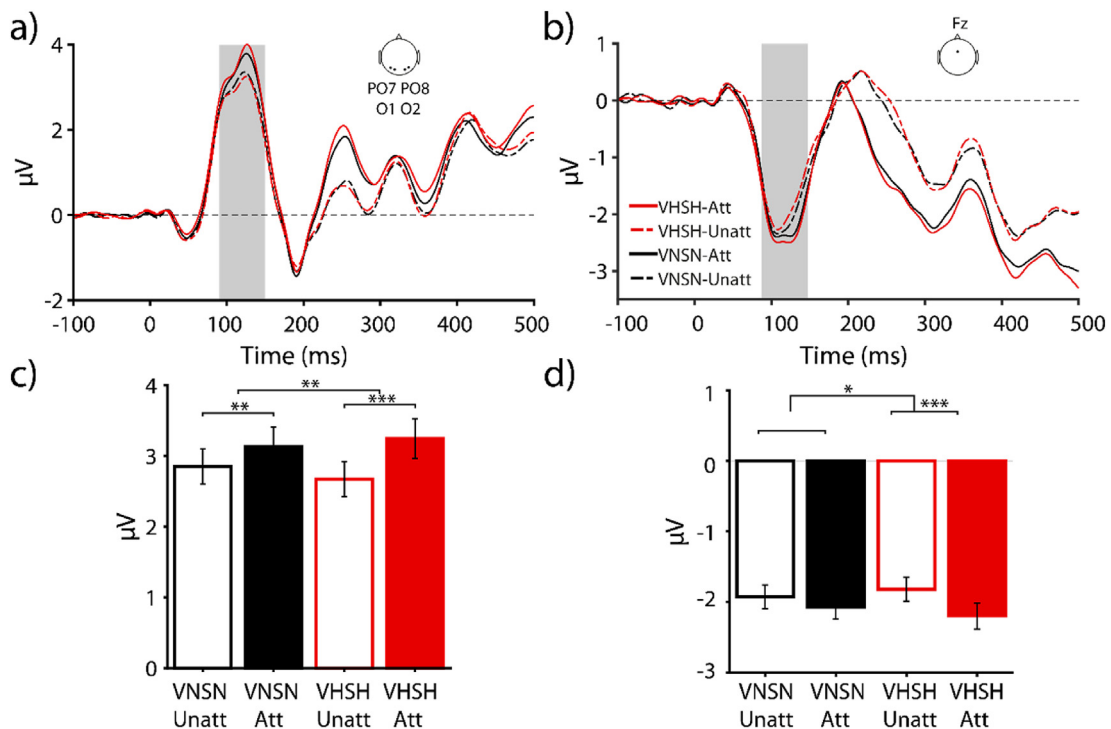 a)
4
2
0
-2
µV
PO7 PO8
O1 O2
-100 0 100 200 300 400 500
Time (ms)
b)
Fz
1
0
-1
-2
-3
µV
VHSH-Att
VHSH-Unatt
VNSN-Att
VNSN-Unatt
-100 0 100 200 300 400 500
Time (ms)
c)
4
3
2
1
0
µV
**
**
***
VNSN VNSN VHSH VHSH
Unatt Att Unatt Att
d)
*
***
0
-1
-2
-3
µV
VNSN VNSN VHSH VHSH
Unatt Att Unatt Att